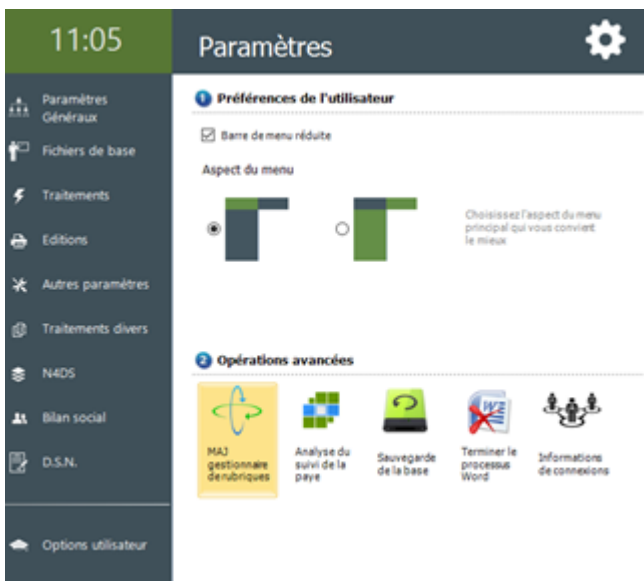 11:05
Paramètres
Paramètres
Généraux
Fichiers de base
Traitements
Editions
Autres paramètres
Traitements divers
N4DS
Bilan social
D.S.N.
Options utilisateur
1 Préférences de l'utilisateur
Barre de menu réduite
Aspect du menu
Choisissez l'aspect du menu
principal qui vous convient
le mieux
2 Opérations avancées
MAJ
gestionnaire
de rubriques
Analyse du
suivi de la
paye
Sauvegarde
de la base
Terminer le
processus
Word
Informations
de connexions